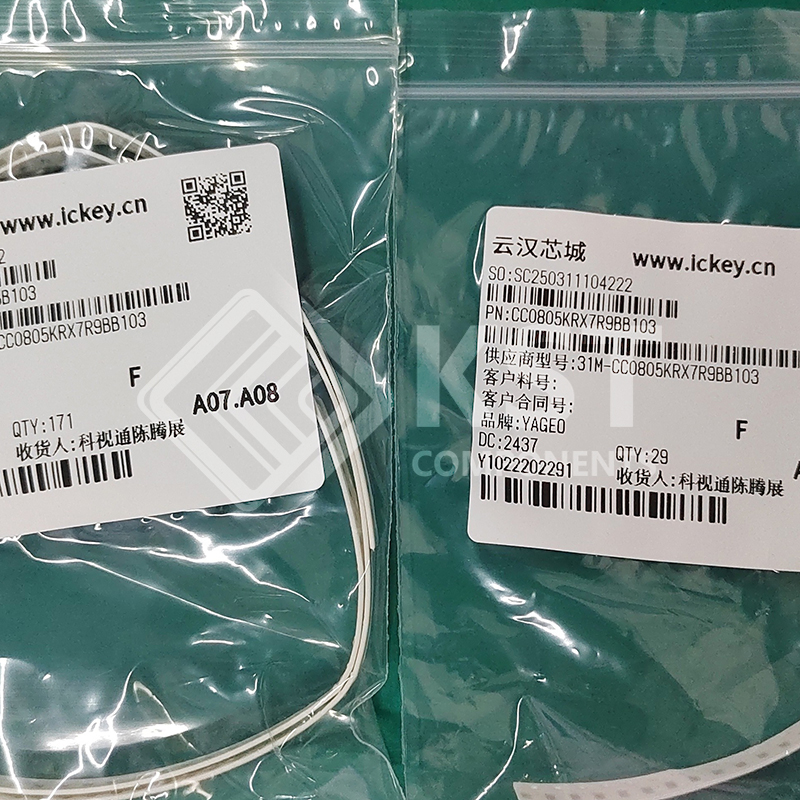 www.ickey.cn
2
BB103
CC0805KRX7R9BB103
F
A07.A08
QTY:171
收货人:科视通陈腾展
云汉芯城 www.ickey.cn
SO:SC250311104222
PN:CC0805KRX7R9BB103
供应商型号:31M-CC0805KRX7R9BB103
客户料号:
客户合同号:
品牌:YAGEO F
DC:2437 QTY:29 A
Y1022202291 收货人:科视通陈腾展
KST
COMPONENTS